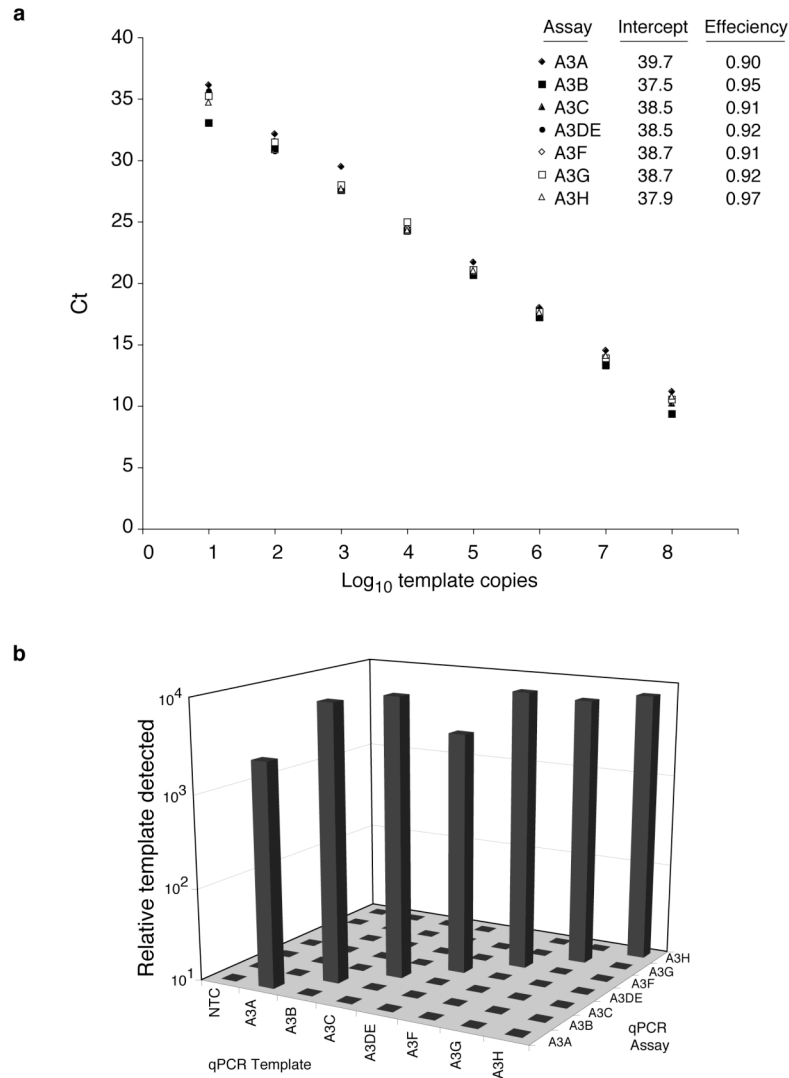 a
Assay Intercept Effeciency
A3A 39.7 0.90
A3B 37.5 0.95
A3C 38.5 0.91
A3DE 38.5 0.92
A3F 38.7 0.91
A3G 38.7 0.92
A3H 37.9 0.97
40
35
30
25
20
15
10
5
0
Ct
0 1 2 3 4 5 6 7 8
Log10 template copies
b
Relative template detected
10^4
10^3
10^2
10^1
NTC A3A A3B A3C A3DE A3F A3G A3H
qPCR Template
A3A A3B A3C A3DE A3F A3G A3H
qPCR
Assay